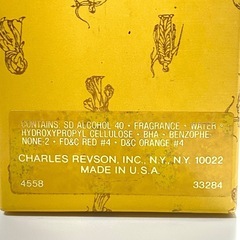 CONTAINS SD ALCOHOL 40 • FRAGRANCE • WATER
HYDROXYPROPYL CELLULOSE • BHA • BENZOPHE
NONE-2 • FD&C RED #4 • D&C ORANGE #4
CHARLES REVSON, INC., N.Y., N.Y. 10022
MADE IN U.S.A.
4558 33284